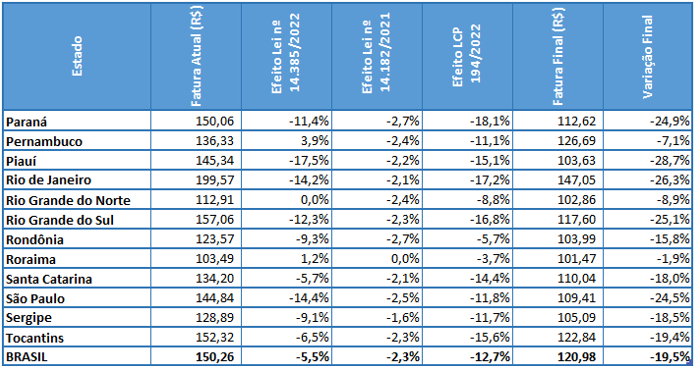 Estado Fatura Atual (R$) Efeito Lei nº 14.385/2022 Efeito Lei nº 14.182/2021 Efeito LCP 194/2022 Fatura Final (R$) Variação Final
Paraná 150,06 -11,4% -2,7% -18,1% 112,62 -24,9%
Pernambuco 136,33 3,9% -2,4% -11,1% 126,69 -7,1%
Piauí 145,34 -17,5% -2,2% -15,1% 103,63 -28,7%
Rio de Janeiro 199,57 -14,2% -2,1% -17,2% 147,05 -26,3%
Rio Grande do Norte 112,91 0,0% -2,4% -8,8% 102,86 -8,9%
Rio Grande do Sul 157,06 -12,3% -2,3% -16,8% 117,60 -25,1%
Rondônia 123,57 -9,3% -2,7% -5,7% 103,99 -15,8%
Roraima 103,49 1,2% 0,0% -3,7% 101,47 -1,9%
Santa Catarina 134,20 -5,7% -2,1% -14,4% 110,04 -18,0%
São Paulo 144,84 -14,4% -2,5% -11,8% 109,41 -24,5%
Sergipe 128,89 -9,1% -1,6% -11,7% 105,09 -18,5%
Tocantins 152,32 -6,5% -2,3% -15,6% 122,84 -19,4%
BRASIL 150,26 -5,5% -2,3% -12,7% 120,98 -19,5%